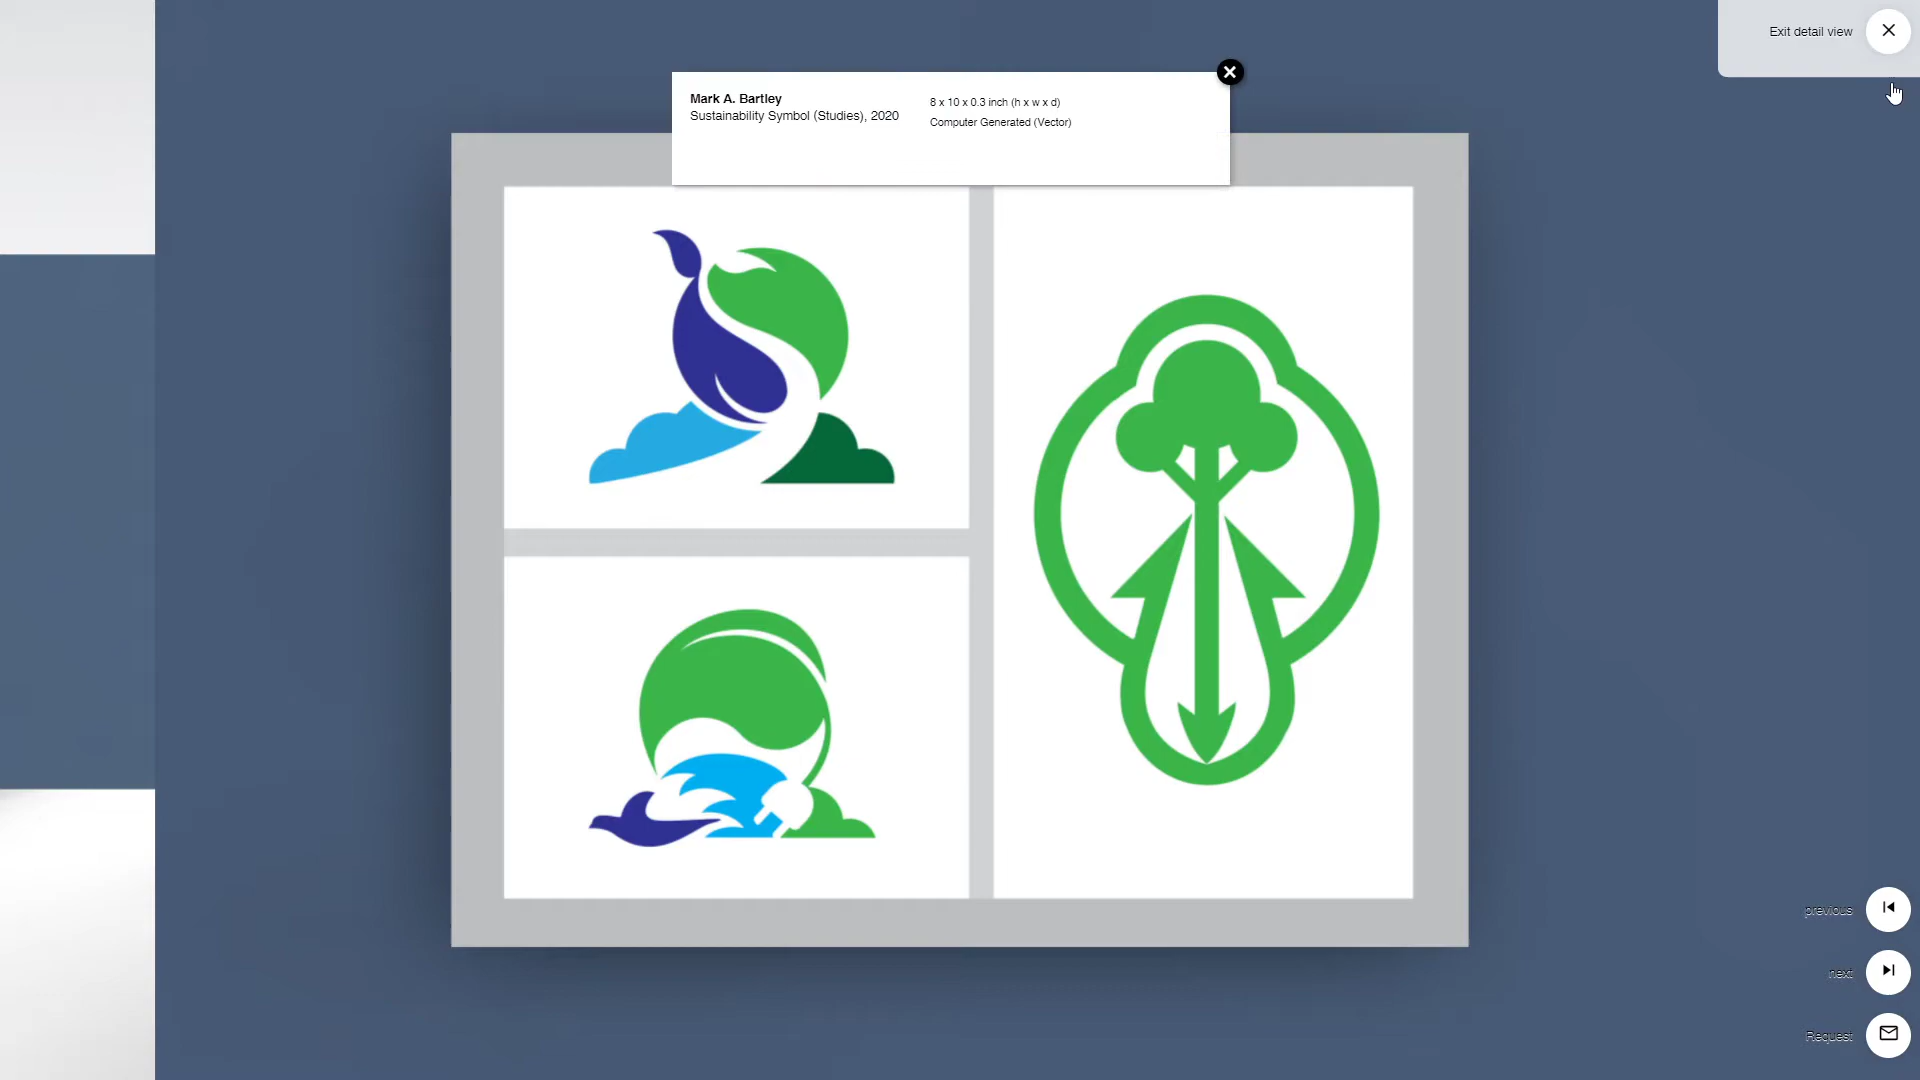 Exit detail view
Mark A. Bartley
Sustainability Symbol (Studies), 2020
8 x 10 x 0.3 inch (h x w x d)
Computer Generated (Vector)
previous
next
Request